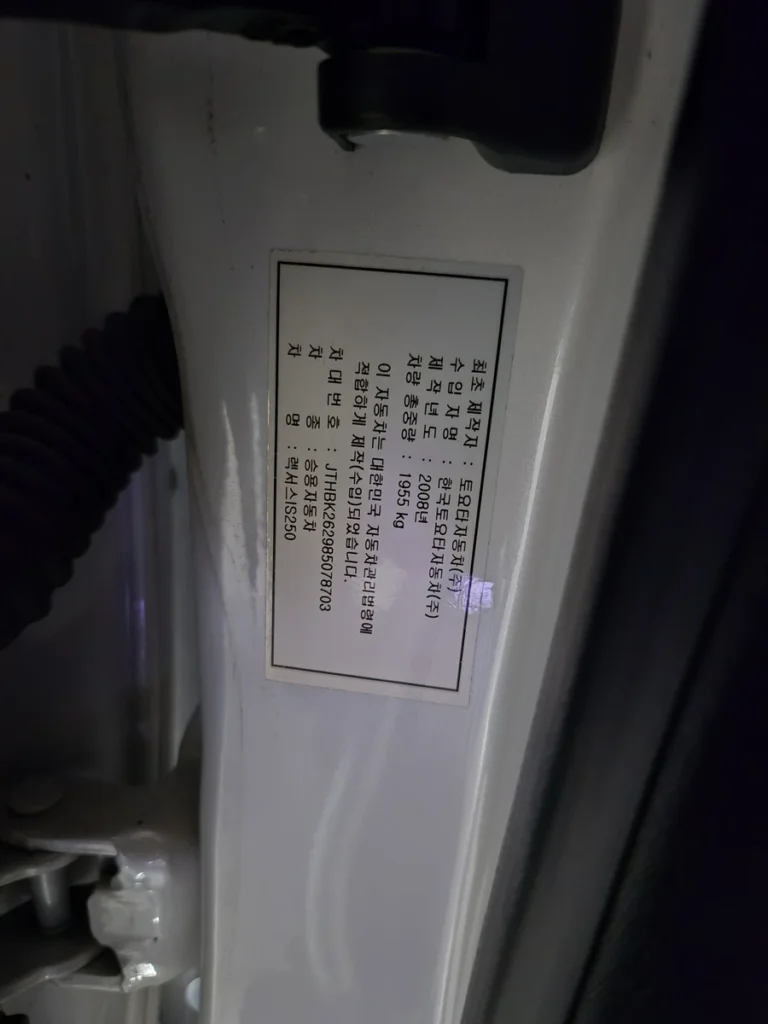 최초 제작자 : 토요타자동차(주)
수 입 자 명 : 한국토요타자동차(주)
제 작 년 도 : 2008년
차량 총중량 : 1955 kg
이 자동차는 대한민국 자동차관리법령에
적합하게 제작(수입)되었습니다.
차 대 번 호 : JTHBK262985078703
차 종 : 승용자동차
차 명 : 렉서스IS250